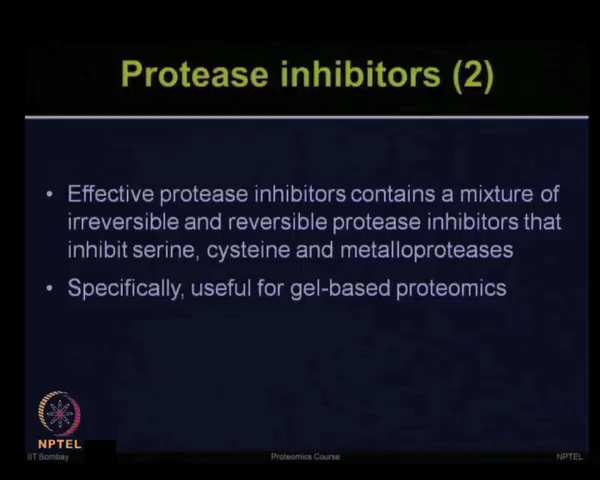 Protease inhibitors (2)
• Effective protease inhibitors contains a mixture of
irreversible and reversible protease inhibitors that
inhibit serine, cysteine and metalloproteases
• Specifically, useful for gel-based proteomics
NPTEL
IIT Bombay
Proteomics Course
NPTEL